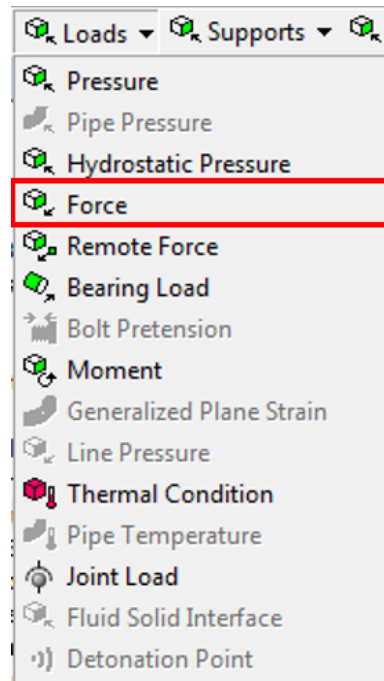 Loads Supports
Pressure
Pipe Pressure
Hydrostatic Pressure
Force
Remote Force
Bearing Load
Bolt Pretension
Moment
Generalized Plane Strain
Line Pressure
Thermal Condition
Pipe Temperature
Joint Load
Fluid Solid Interface
Detonation Point